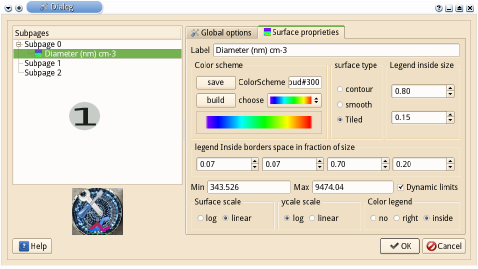 Dialog
Subpages
Subpage 0
Diameter (nm) cm-3
Subpage 1
Subpage 2
1
Help
Global options
Surface proprieties
Label Diameter (nm) cm-3
Color scheme
save ColorScheme oud#300
build choose
surface type
contour
smooth
Tiled
Legend inside size
0.80
0.15
legend Inside borders space in fraction of size
0.07 0.07 0.70 0.20
Min 343.526 Max 9474.04 Dynamic limits
Surface scale ycale scale Color legend
log linear log linear no right inside
OK Cancel